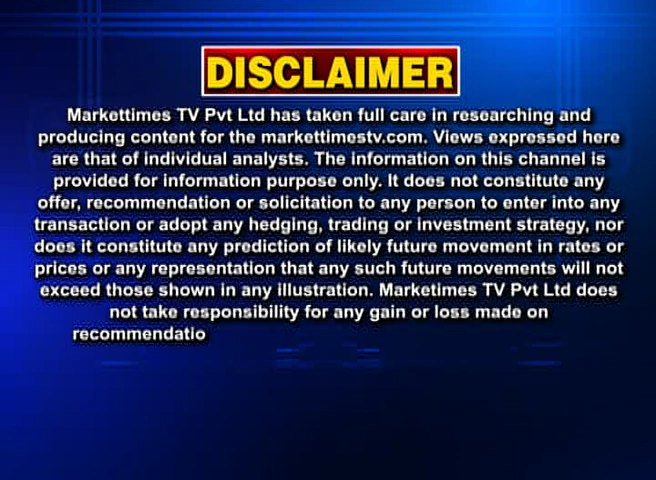 DISCLAIMER
Markettimes TV Pvt Ltd has taken full care in researching and
producing content for the markettimestv.com. Views expressed here
are that of individual analysts. The information on this channel is
provided for information purpose only. It does not constitute any
offer, recommendation or solicitation to any person to enter into any
transaction or adopt any hedging, trading or investment strategy, nor
does it constitute any prediction of likely future movement in rates or
prices or any representation that any such future movements will not
exceed those shown in any illustration. Marketimes TV Pvt Ltd does
not take responsibility for any gain or loss made on
recommendatio